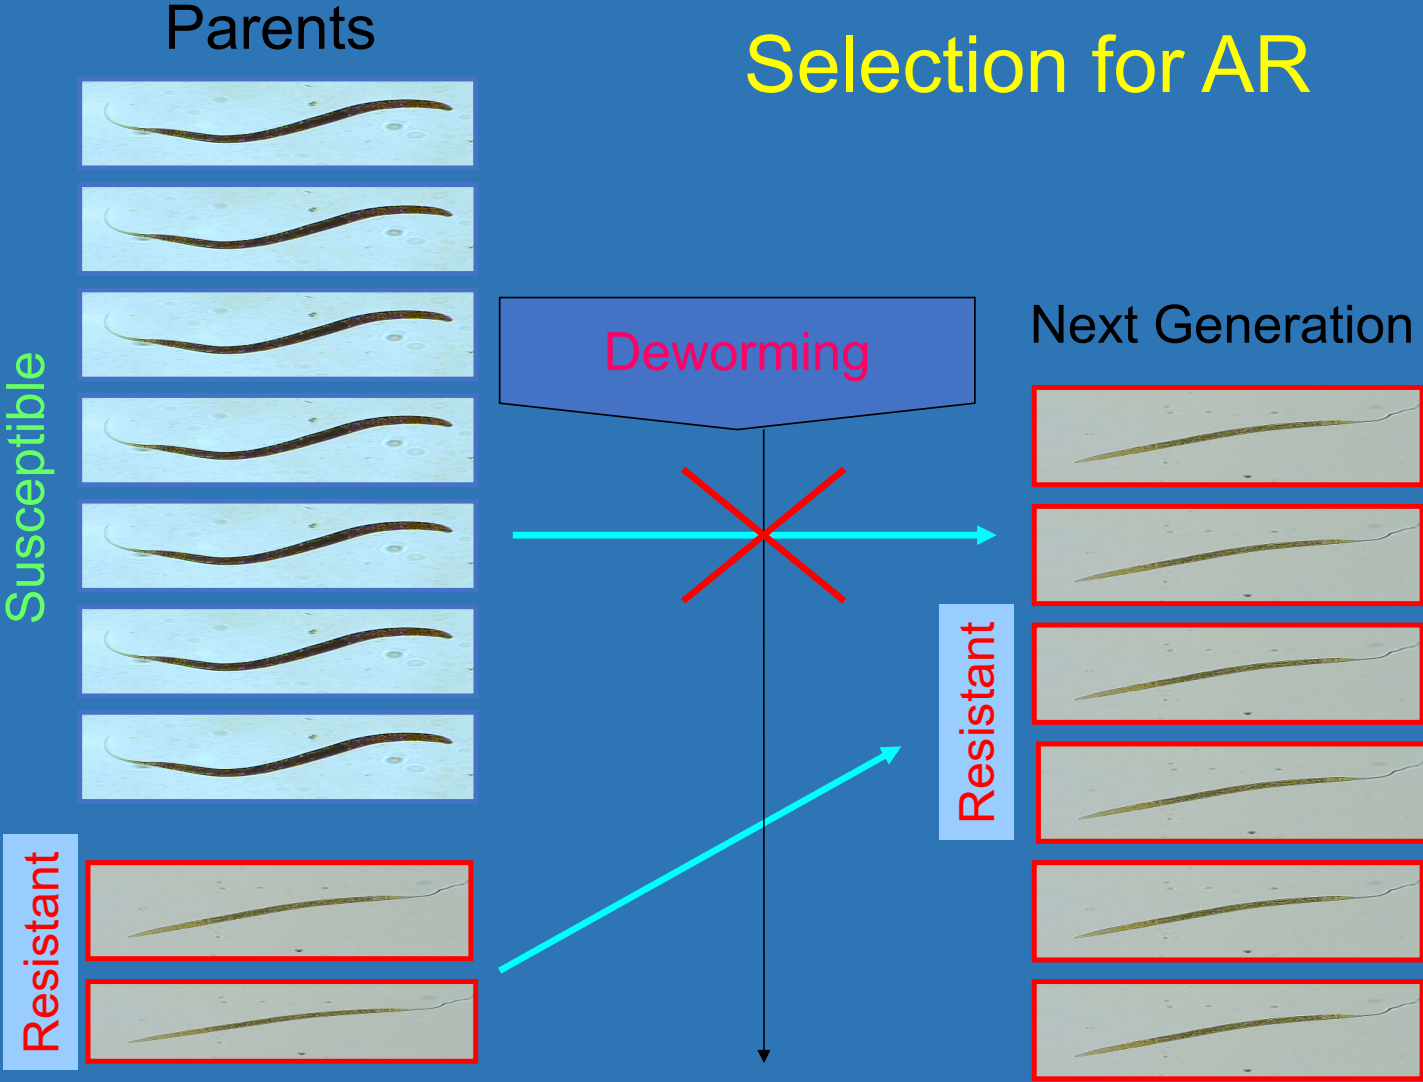 Parents
Selection for AR
Deworming
Next Generation
Susceptible
Resistant
Resistant